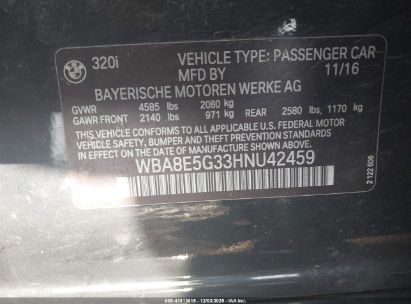 320i VEHICLE TYPE: PASSENGER CAR
MFD BY 11/16
BAYERISCHE MOTOREN WERKE AG
GVWR 4585 lbs 2080 kg
GAWR FRONT 2140 lbs 971 kg REAR 2580 lbs, 1170 kg
THIS VEHICLE CONFORMS TO ALL APPLICABLE U.S. FEDERAL MOTOR
VEHICLE SAFETY, BUMPER, AND THEFT PREVENTION STANDARDS IN
EFFECT ON THE DATE OF MANUFACTURE SHOWN ABOVE.
WBA8E5G33HNU42459
2 122 606